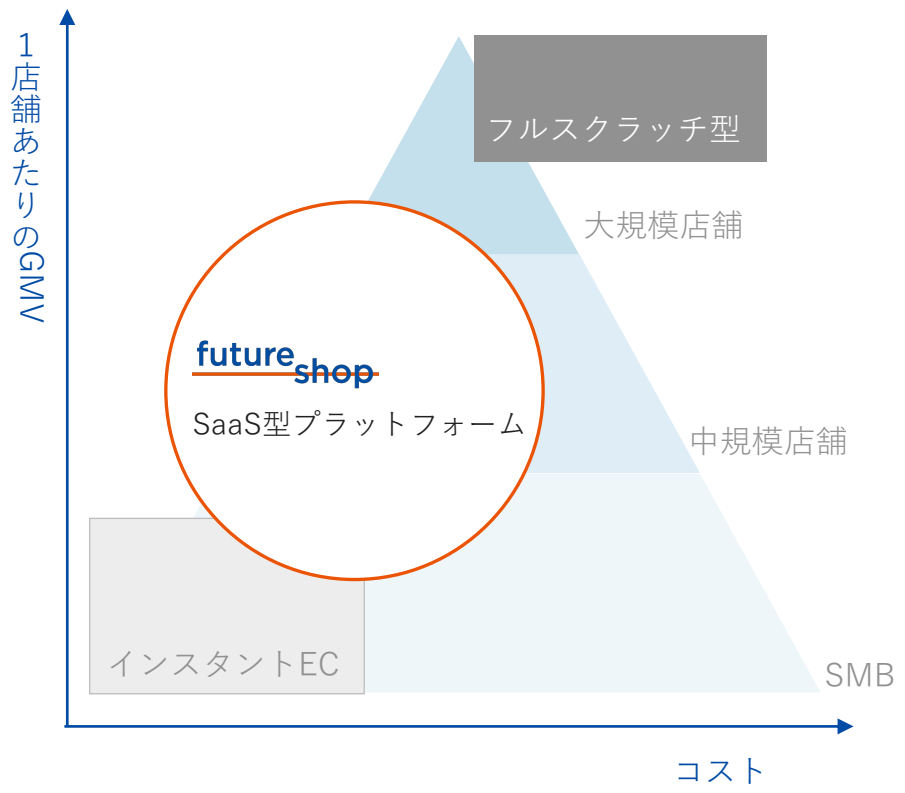 1店舗あたりのGMV
フルスクラッチ型
大規模店舗
future
shop
SaaS型プラットフォーム
中規模店舗
インスタントEC
SMB
コスト